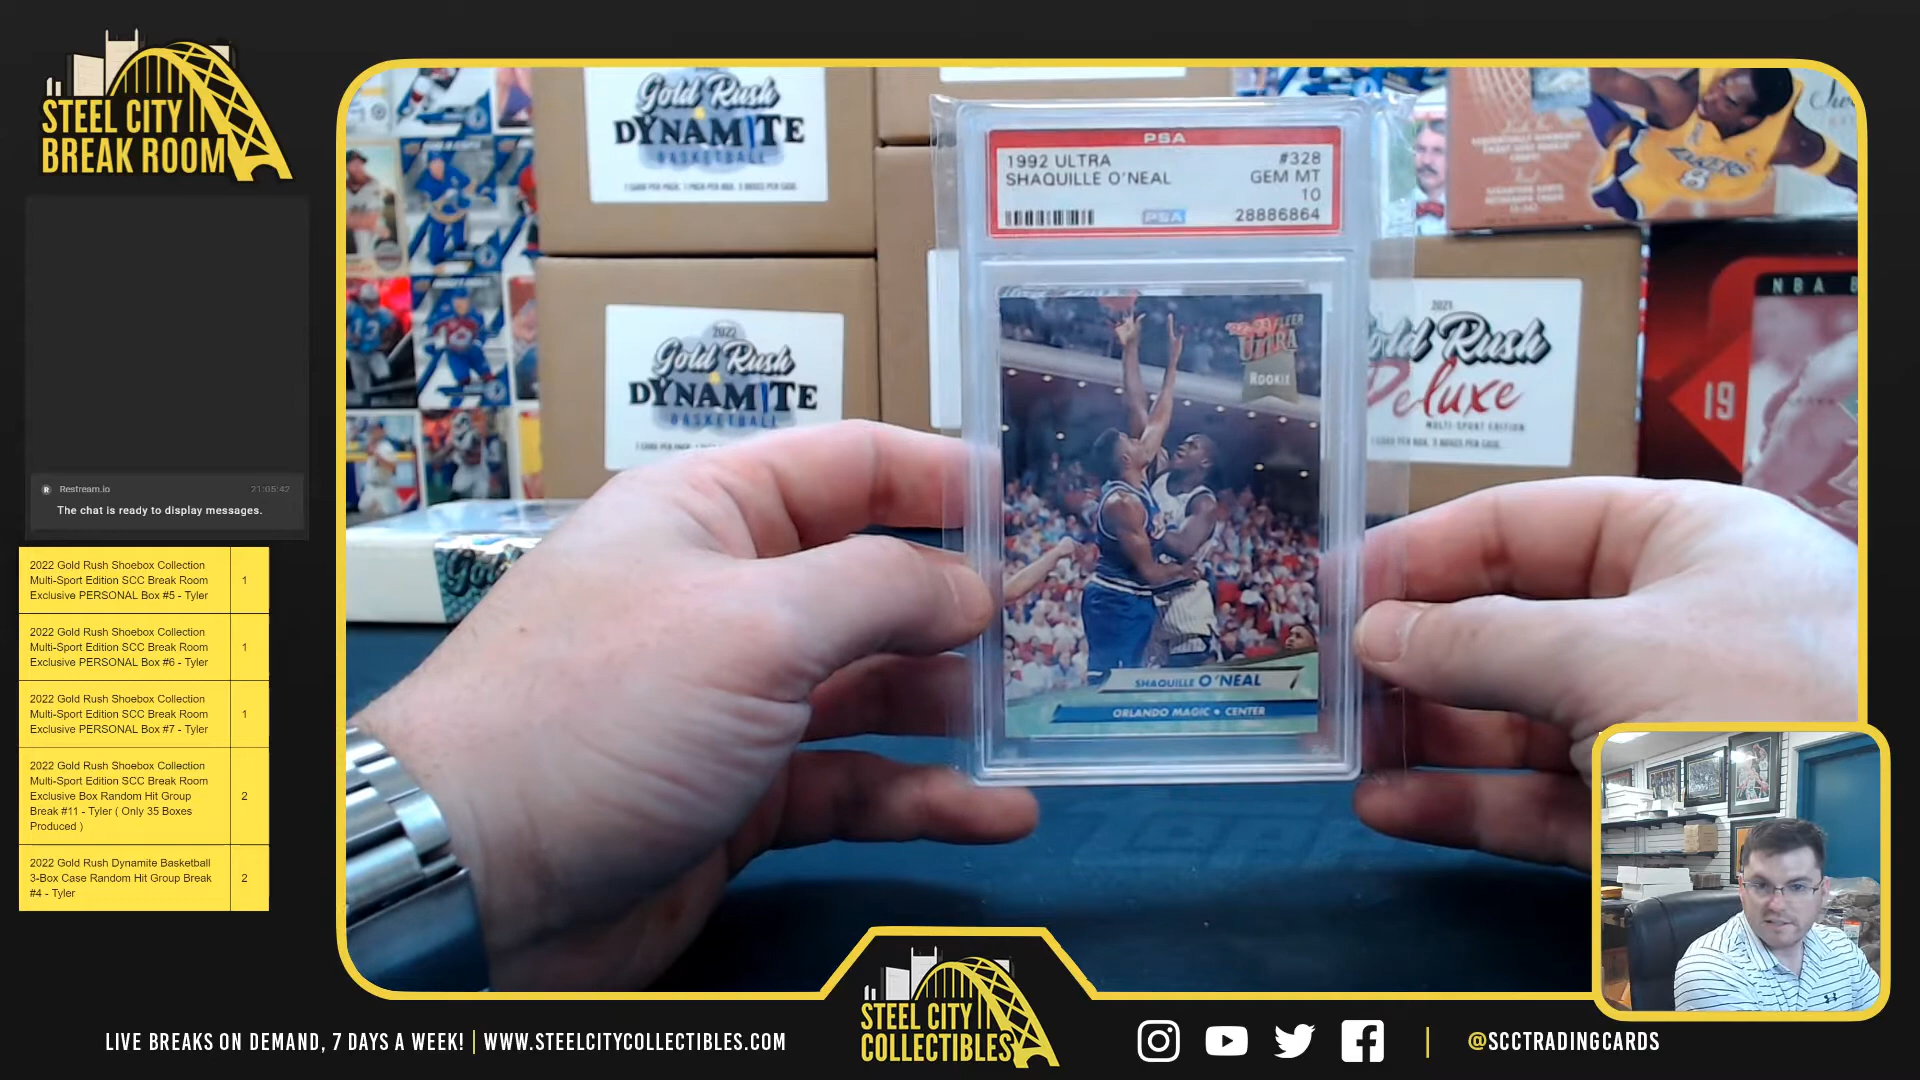 STEEL CITY
BREAK ROOM
Restream.io
21:05:42
The chat is ready to display messages.
2022 Gold Rush Shoebox Collection
Multi-Sport Edition SCC Break Room
Exclusive PERSONAL Box #5 - Tyler
1
2022 Gold Rush Shoebox Collection
Multi-Sport Edition SCC Break Room
Exclusive PERSONAL Box #6 - Tyler
1
2022 Gold Rush Shoebox Collection
Multi-Sport Edition SCC Break Room
Exclusive PERSONAL Box #7 - Tyler
1
2022 Gold Rush Shoebox Collection
Multi-Sport Edition SCC Break Room
Exclusive Box Random Hit Group
Break #11 - Tyler ( Only 35 Boxes
Produced )
2
2022 Gold Rush Dynamite Basketball
3-Box Case Random Hit Group Break
#4 - Tyler
2
Gold Rush
DYNAMITE
BASKETBALL
2022
Gold Rush
DYNAMITE
BASKETBALL
PSA
1992 ULTRA #328
SHAQUILLE O'NEAL GEM MT
10
PSA 28886864
ULTRA
ROOKIE
SHAQUILLE O'NEAL
ORLANDO MAGIC • CENTER
LAKERS
8
2021
Gold Rush
Deluxe
MULTI-SPORT EDITION
NBA
19
13
STEEL CITY
COLLECTIBLES
LIVE BREAKS ON DEMAND, 7 DAYS A WEEK! | WWW.STEELCITYCOLLECTIBLES.COM
@SCCTRADINGCARDS